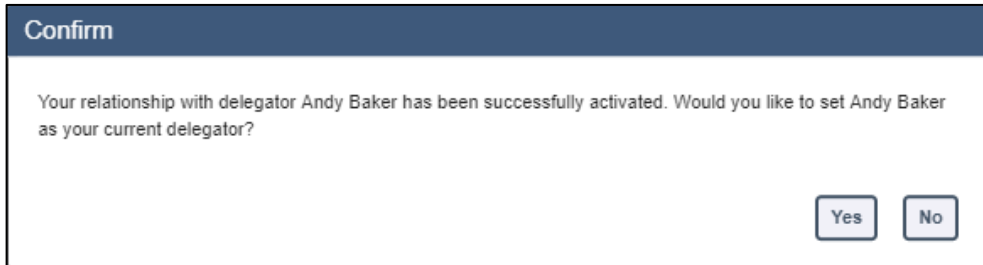 Confirm
Your relationship with delegator Andy Baker has been successfully activated. Would you like to set Andy Baker
as your current delegator?
Yes No